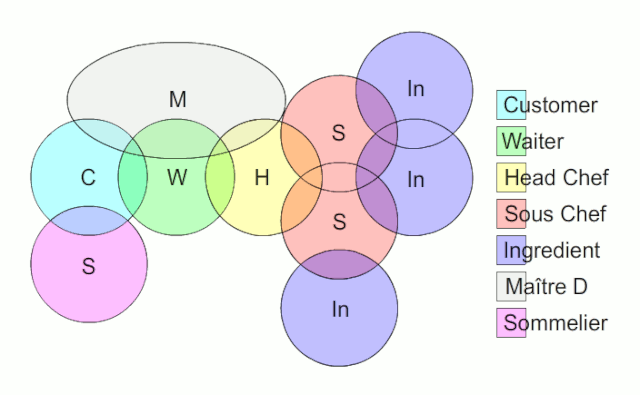 In
M
S
C
W
H
In
S
S
In
Customer
Waiter
Head Chef
Sous Chef
Ingredient
Maître D
Sommelier